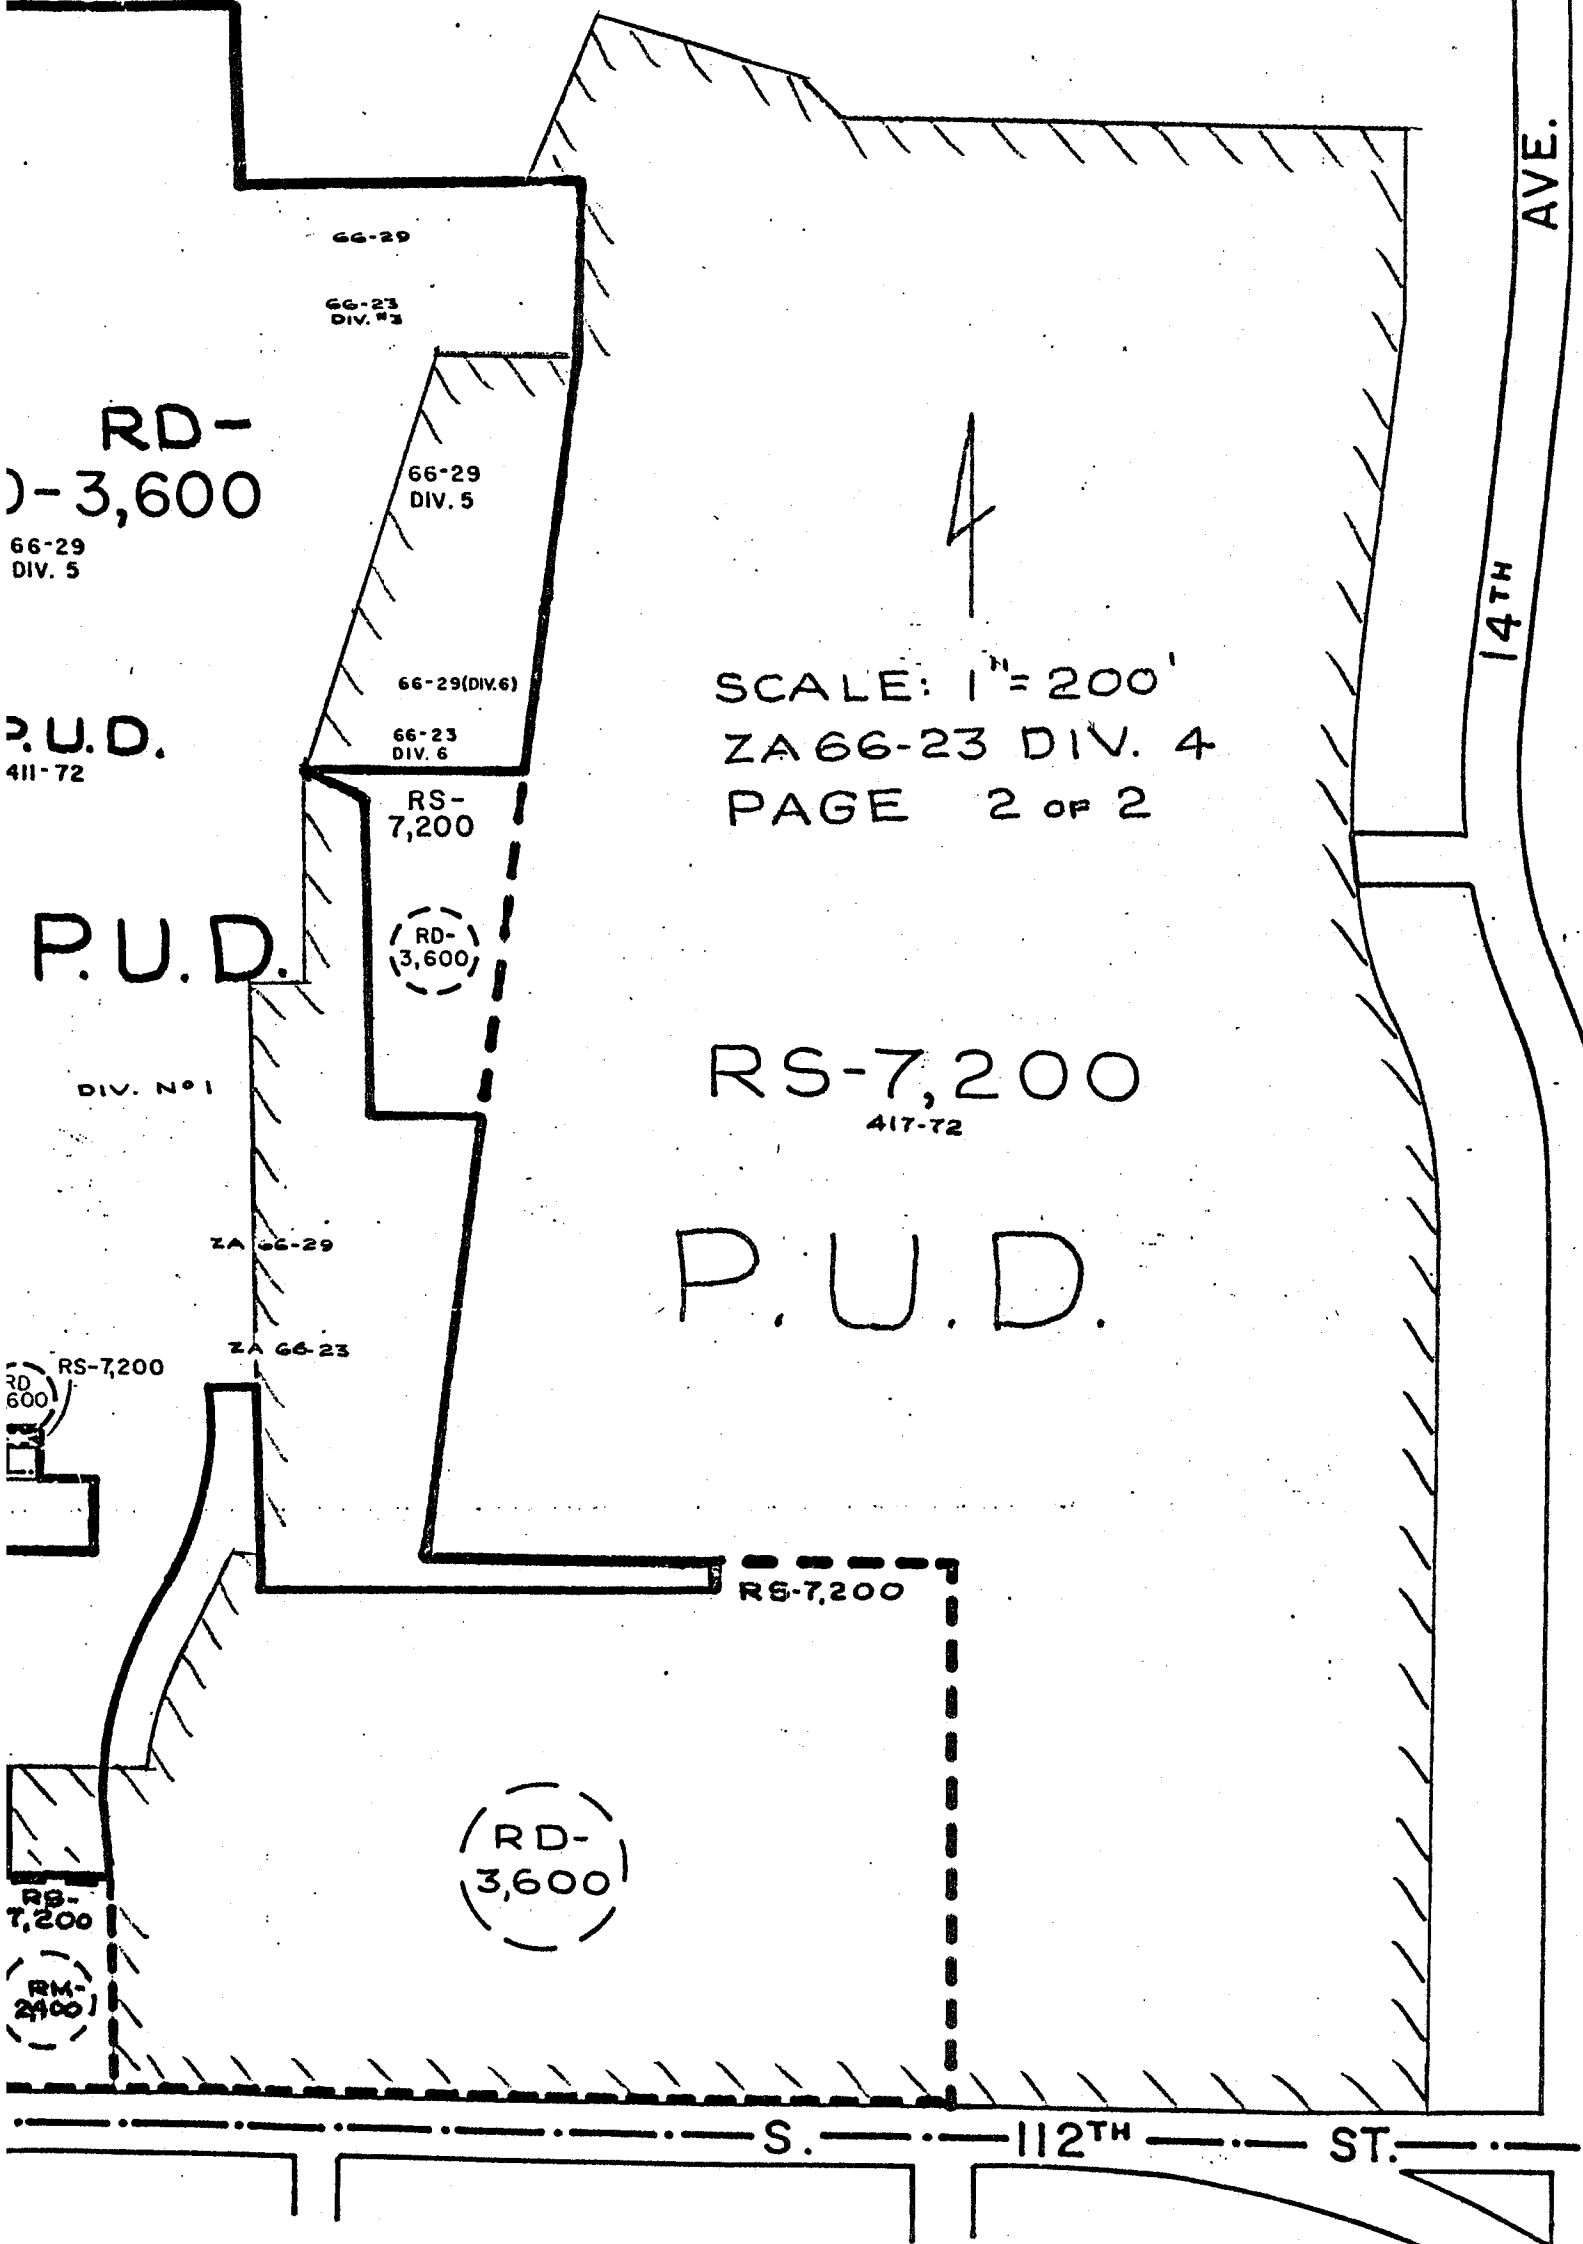 AVE.
66-29
66-23
DIV. #3
RD-
-3,600
66-29
DIV. 5
66-29
DIV. 5
14TH
66-29(DIV.6)
66-23
DIV. 6
P.U.D.
411-72
SCALE: 1"=200'
ZA 66-23 DIV. 4
PAGE 2 OF 2
RS-
7,200
RD-
3,600
P.U.D.
DIV. Nº 1
RS-7,200
417-72
P.U.D.
ZA 66-29
ZA 66-23
RS-7,200
RD
600
RS-7,200
RD-
3,600
RS-
7,200
RM-
2,400
S. 112TH ST.